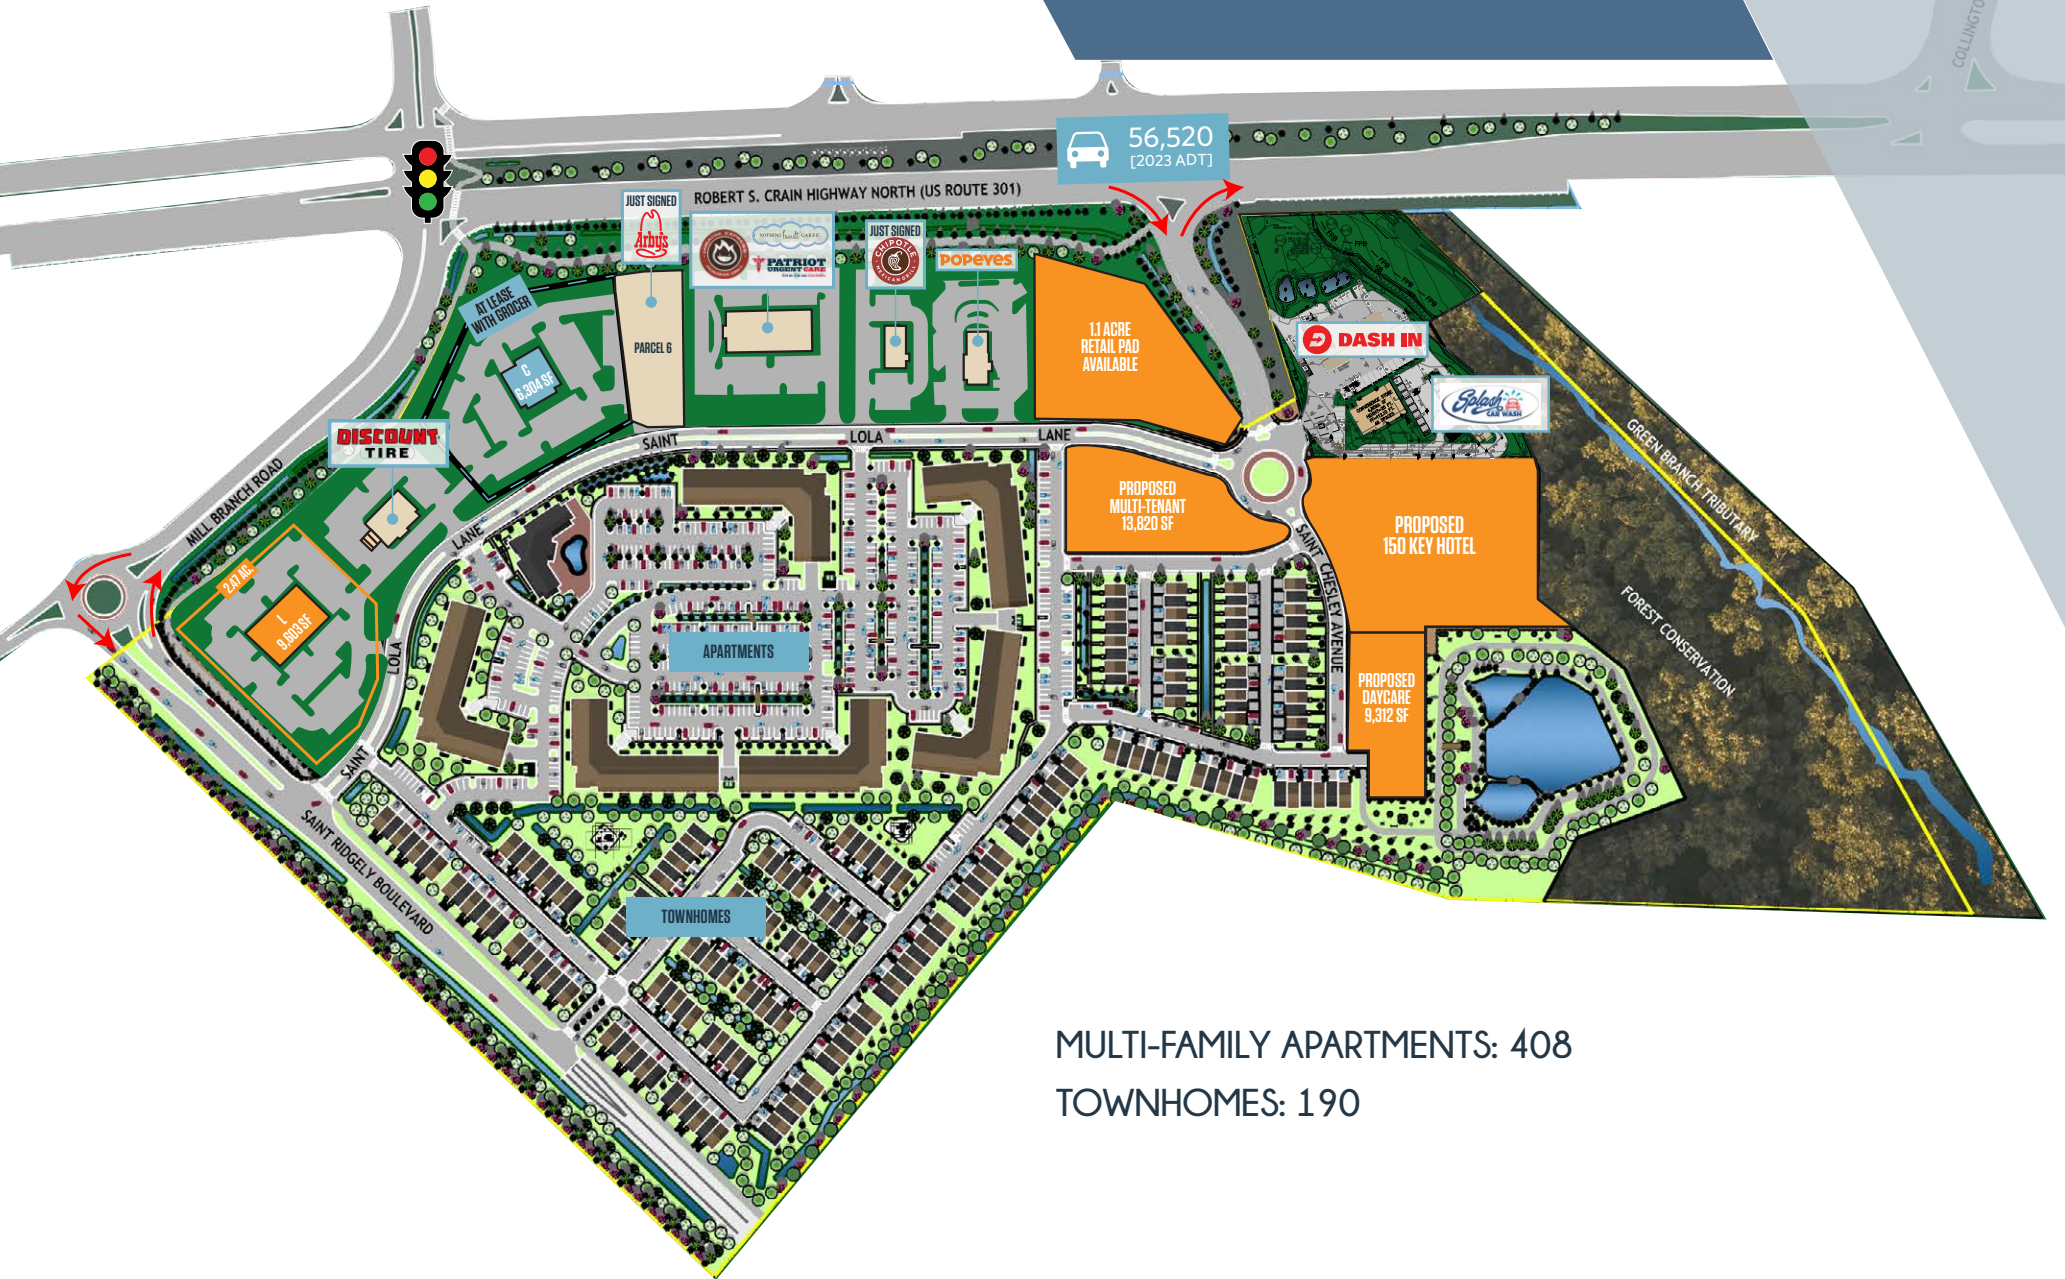 COLLINGTO
56,520
[2023 ADT]
ROBERT S. CRAIN HIGHWAY NORTH (US ROUTE 301)
JUST SIGNED
Arby's
NOTHING bundt CAKES
PATRIOT
URGENT CARE
JUST SIGNED
CHIPOTLE
MEXICAN GRILL
POPEYES
AT LEASE
WITH GROCER
C
6,304 SF
PARCEL 6
1.1 ACRE
RETAIL PAD
AVAILABLE
DASH IN
Splash
CAR WASH
DISCOUNT
TIRE
MILL BRANCH ROAD
SAINT
LOLA
LANE
LANE
LOLA
SAINT
2.47 AC.
L
9,603 SF
PROPOSED
MULTI-TENANT
13,820 SF
PROPOSED
150 KEY HOTEL
SAINT CHESLEY AVENUE
PROPOSED
DAYCARE
9,312 SF
GREEN BRANCH TRIBUTARY
FOREST CONSERVATION
APARTMENTS
TOWNHOMES
SAINT RIDGELY BOULEVARD
MULTI-FAMILY APARTMENTS: 408
TOWNHOMES: 190